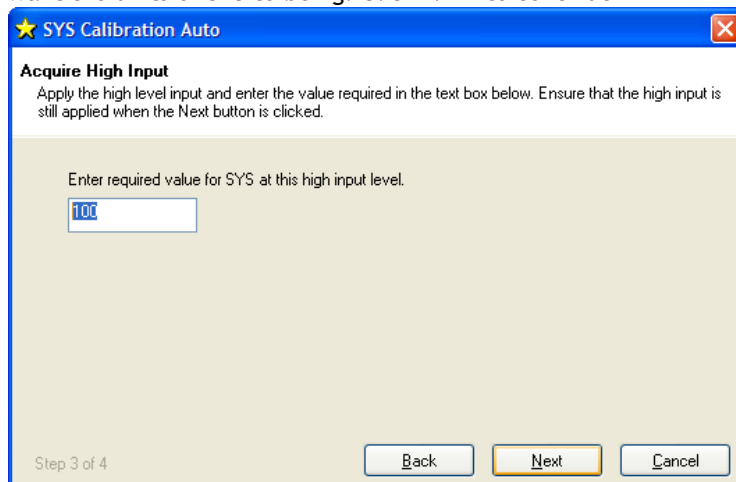 SYS Calibration Auto
Acquire High Input
Apply the high level input and enter the value required in the text box below. Ensure that the high input is
still applied when the Next button is clicked.
Enter required value for SYS at this high input level.
100
Step 3 of 4
Back
Next
Cancel